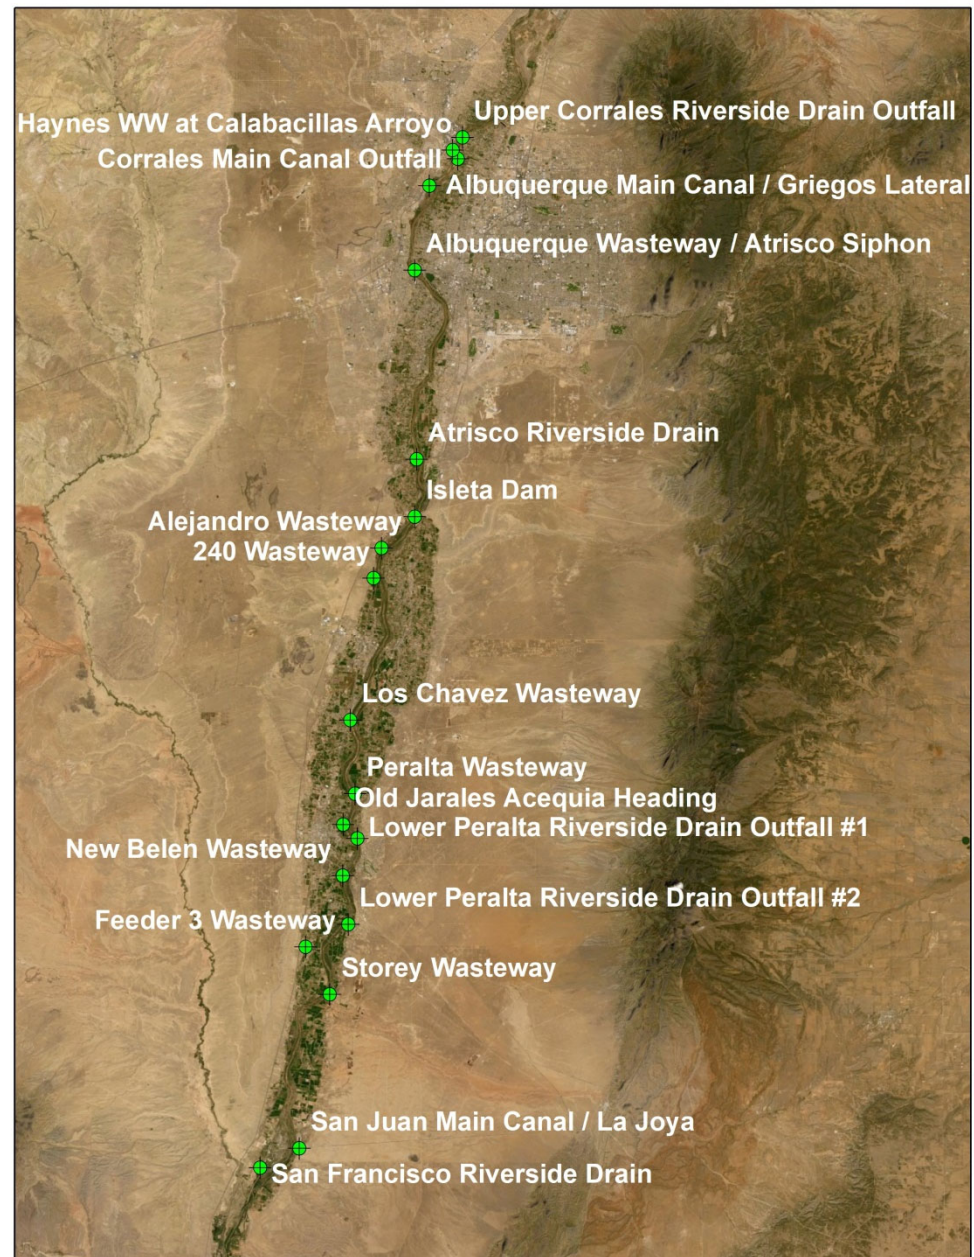 Upper Corrales Riverside Drain Outfall
Haynes WW at Calabacillas Arroyo
Corrales Main Canal Outfall
Albuquerque Main Canal / Griegos Lateral
Albuquerque Wasteway / Atrisco Siphon
Atrisco Riverside Drain
Isleta Dam
Alejandro Wasteway
240 Wasteway
Los Chavez Wasteway
Peralta Wasteway
Old Jarales Acequia Heading
Lower Peralta Riverside Drain Outfall #1
New Belen Wasteway
Lower Peralta Riverside Drain Outfall #2
Feeder 3 Wasteway
Storey Wasteway
San Juan Main Canal / La Joya
San Francisco Riverside Drain